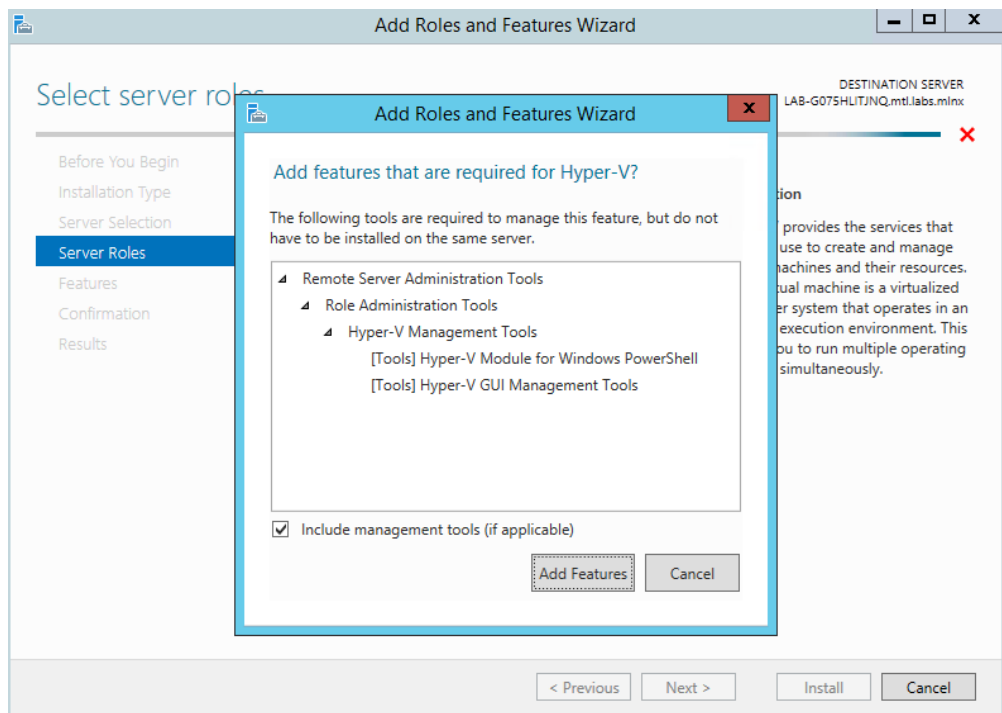 Add Roles and Features Wizard
Select server roles
DESTINATION SERVER
LAB-G075HLITJNQ.mtl.labs.mlnx
Before You Begin
Installation Type
Server Selection
Server Roles
Features
Confirmation
Results
Add Roles and Features Wizard
Add features that are required for Hyper-V?
The following tools are required to manage this feature, but do not
have to be installed on the same server.
Remote Server Administration Tools
Role Administration Tools
Hyper-V Management Tools
[Tools] Hyper-V Module for Windows PowerShell
[Tools] Hyper-V GUI Management Tools
Include management tools (if applicable)
Add Features
Cancel
provides the services that
use to create and manage
and their resources.
machine is a virtualized
system that operates in an
execution environment. This
to run multiple operating
simultaneously.
< Previous
Next >
Install
Cancel